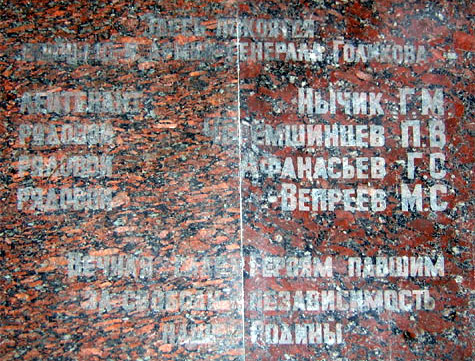 ЗДЕСЬ ПОКОЯТСЯ
ГЕНЕРАЛА ГОЛИКОВА
ЛЕЙТЕНАНТ НЫЧИК Г.М
РЯДОВОЙ П.В
РЯДОВОЙ АФАНАСЬЕВ Г.С
РЯДОВОЙ ВЕПРЕЕВ М.С
ВЕЧНАЯ ГЕРОЯМ ПАВШИМ
ЗА СВОБОДУ НЕЗАВИСИМОСТЬ
НАШЕЙ РОДИНЫ